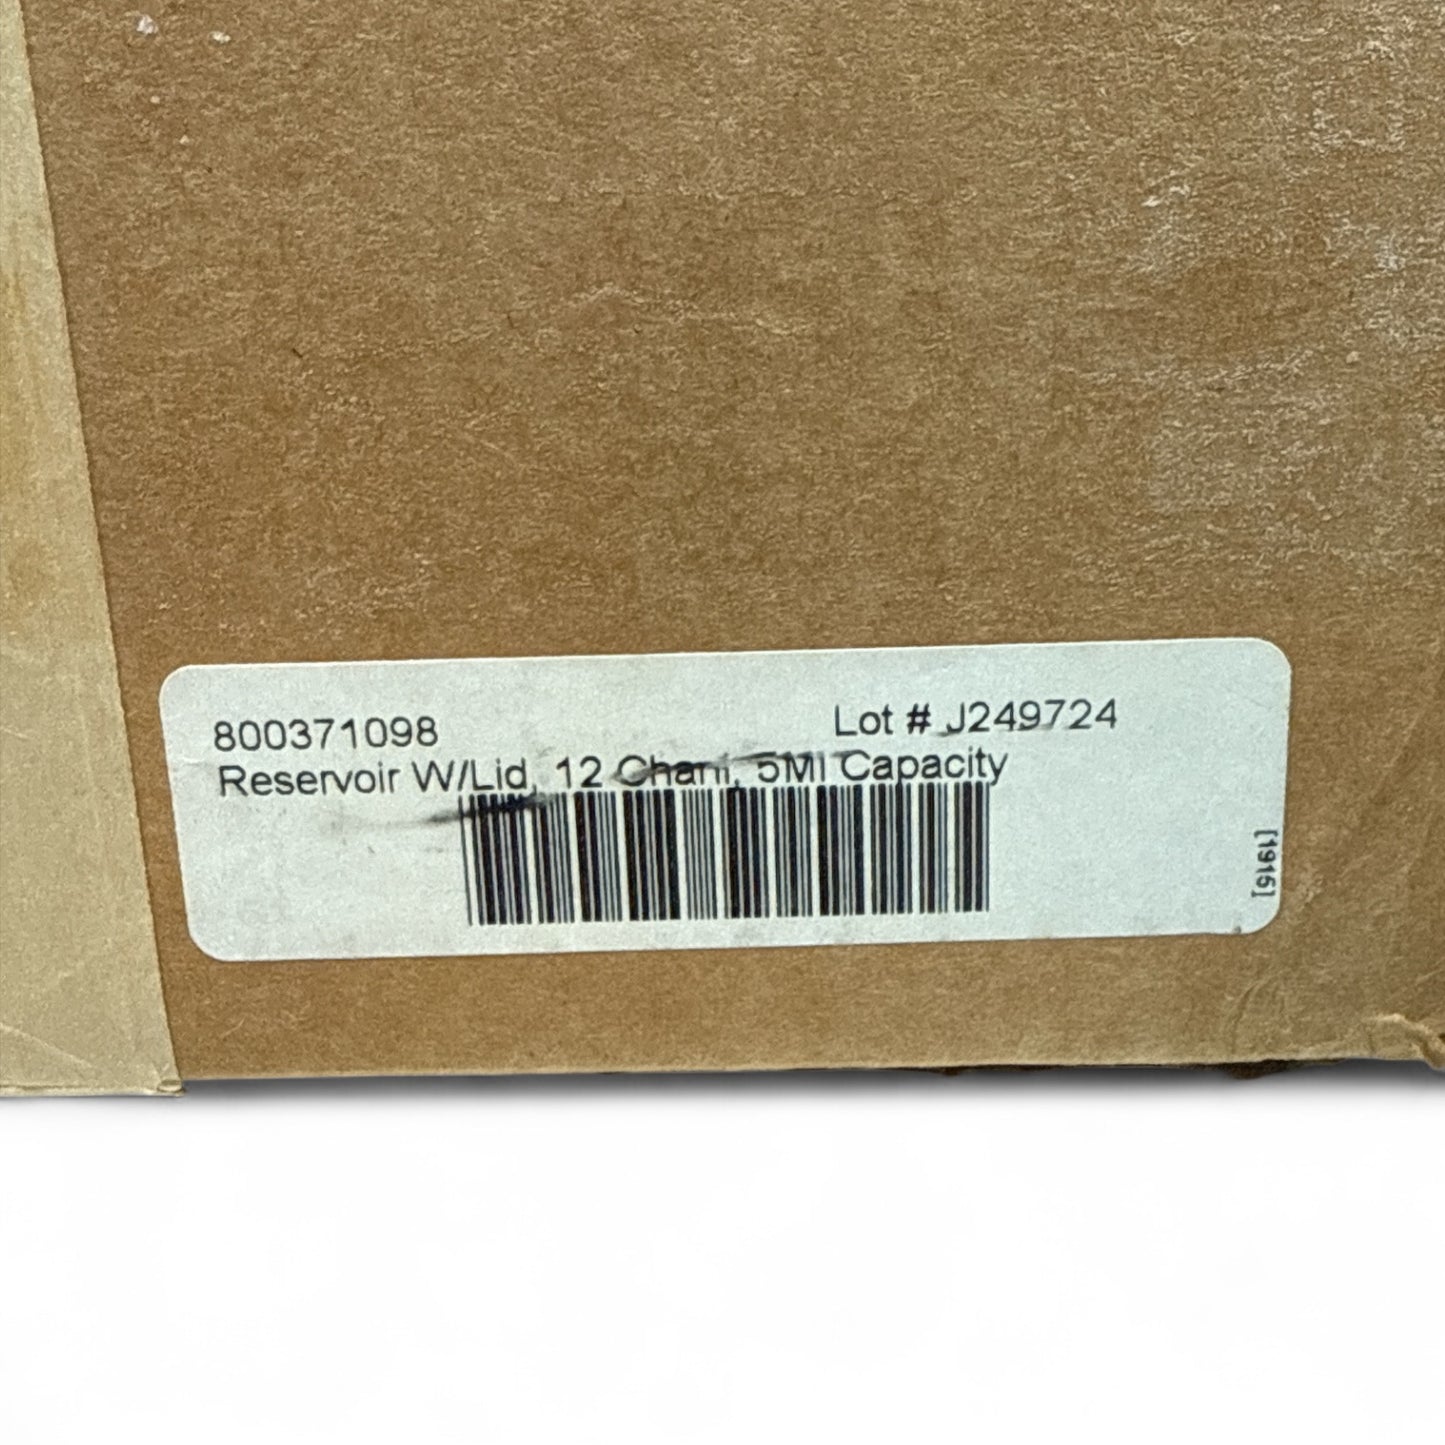 800371098 Lot # J249724
Reservoir W/Lid, 12 Chanl, 5Ml Capacity
[1915]